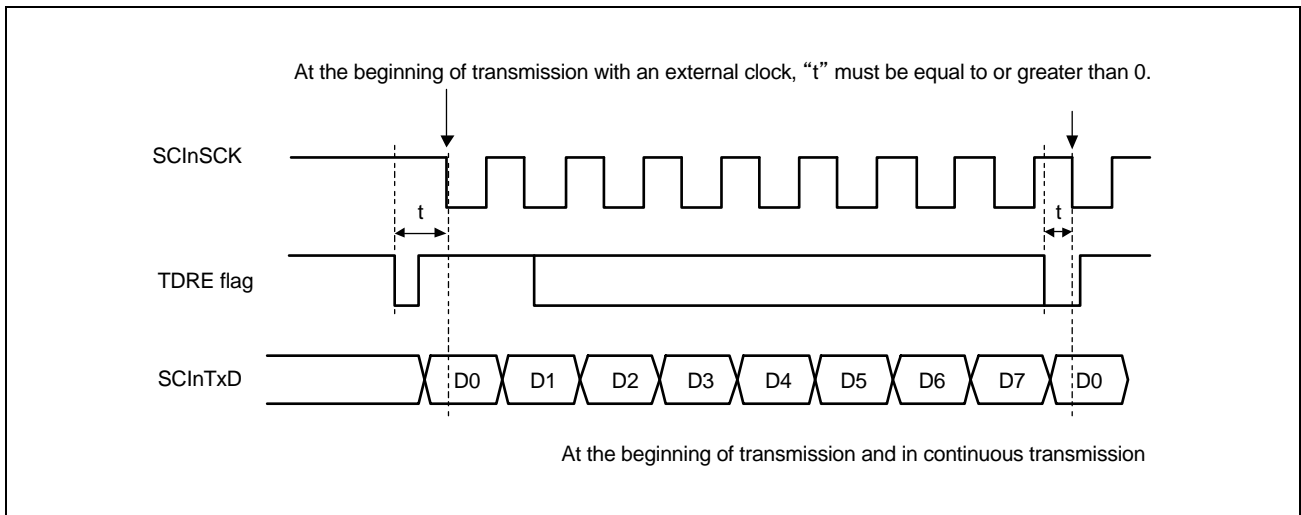 At the beginning of transmission with an external clock, “t” must be equal to or greater than 0.
SCInSCK
t
t
TDRE flag
SCInTxD
D0 D1 D2 D3 D4 D5 D6 D7 D0
At the beginning of transmission and in continuous transmission